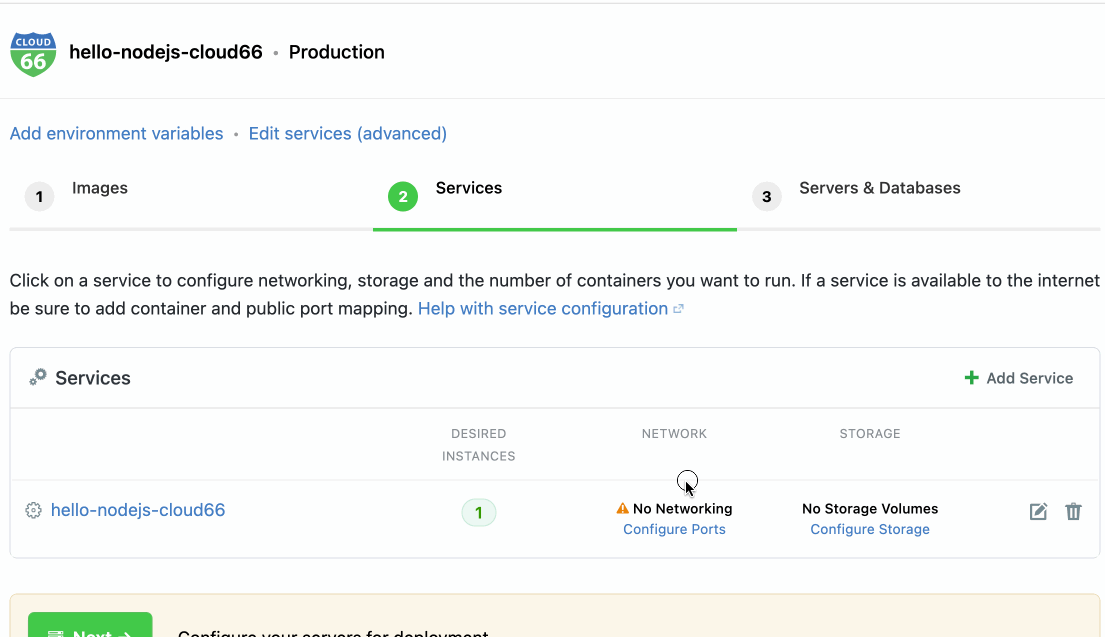 CLOUD
66
hello-nodejs-cloud66 • Production
Add environment variables • Edit services (advanced)
1 Images
2 Services
3 Servers & Databases
Click on a service to configure networking, storage and the number of containers you want to run. If a service is available to the internet
be sure to add container and public port mapping. Help with service configuration
Services
Add Service
DESIRED
INSTANCES
NETWORK
STORAGE
hello-nodejs-cloud66
1
No Networking
Configure Ports
No Storage Volumes
Configure Storage
Next →
Configure your servers for deployment